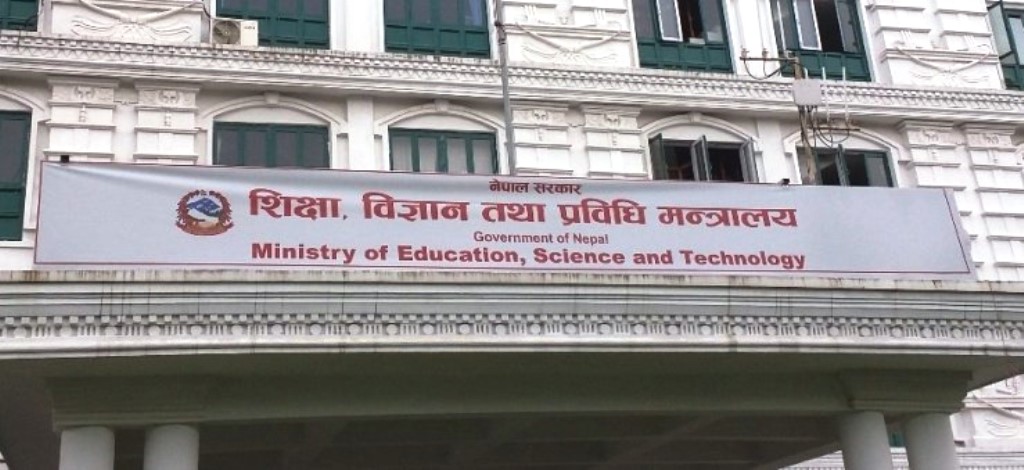 नेपाल सरकार
शिक्षा, विज्ञान तथा प्रविधि मन्त्रालय
Government of Nepal
Ministry of Education, Science and Technology